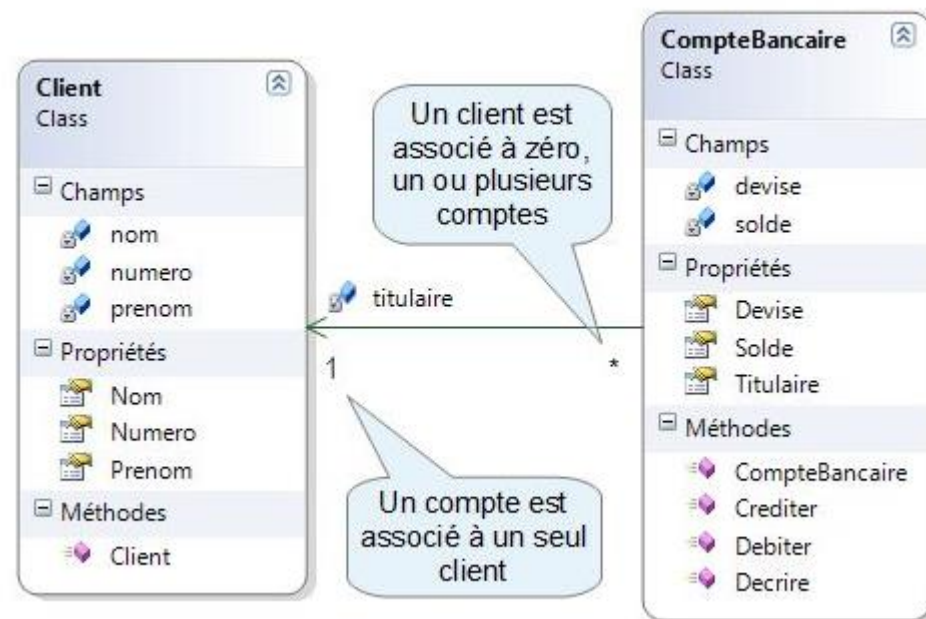 Client
Class
Champs
nom
numero
prenom
Propriétés
Nom
Numero
Prenom
Méthodes
Client
Un client est
associé à zéro,
un ou plusieurs
comptes
titulaire
1
*
Un compte est
associé à un seul
client
CompteBancaire
Class
Champs
devise
solde
Propriétés
Devise
Solde
Titulaire
Méthodes
CompteBancaire
Crediter
Debiter
Decrire